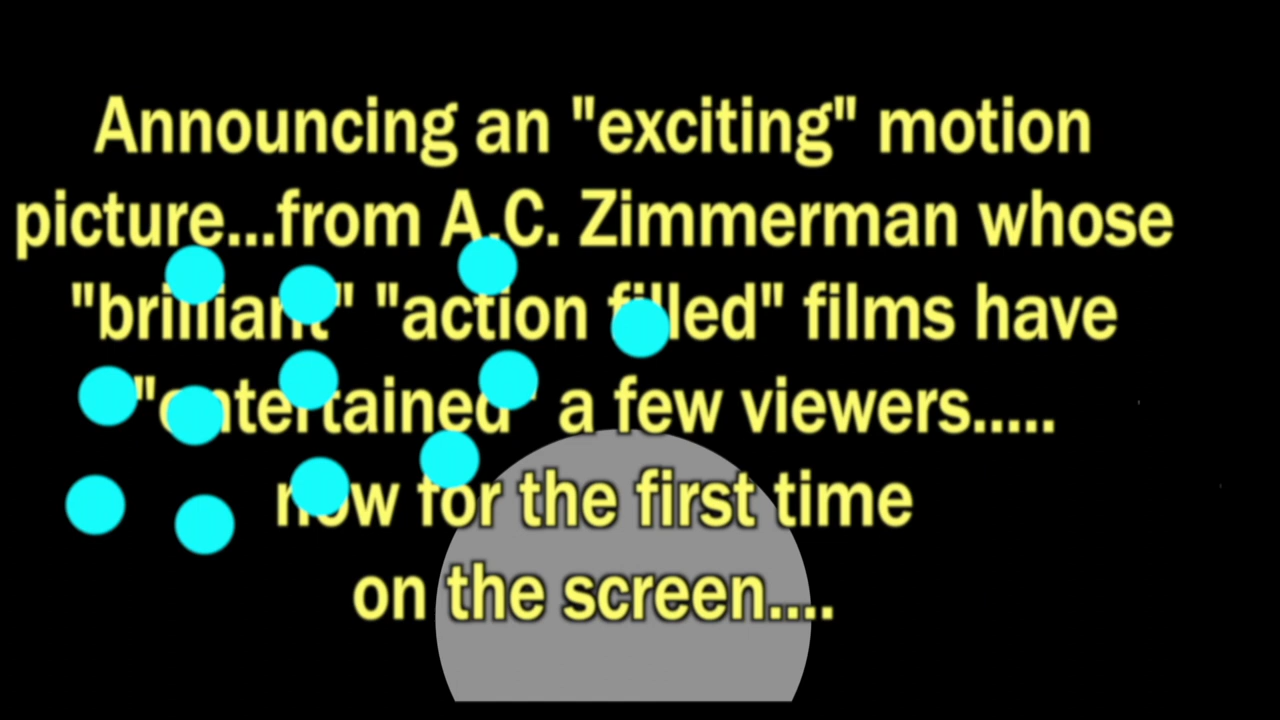 Announcing an "exciting" motion
picture...from A.C. Zimmerman whose
"brilliant" "action filled" films have
"entertained" a few viewers.....
now for the first time
on the screen....